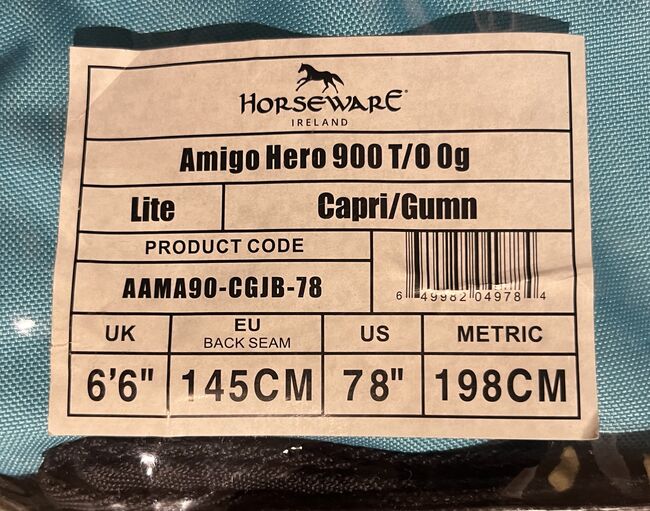 HORSEWARE
IRELAND
Amigo Hero 900 T/O 0g
Lite Capri/Gumn
PRODUCT CODE
AAMA90-CGJB-78
6 49982 04978 4
UK EU BACK SEAM US METRIC
6'6" 145CM 78" 198CM